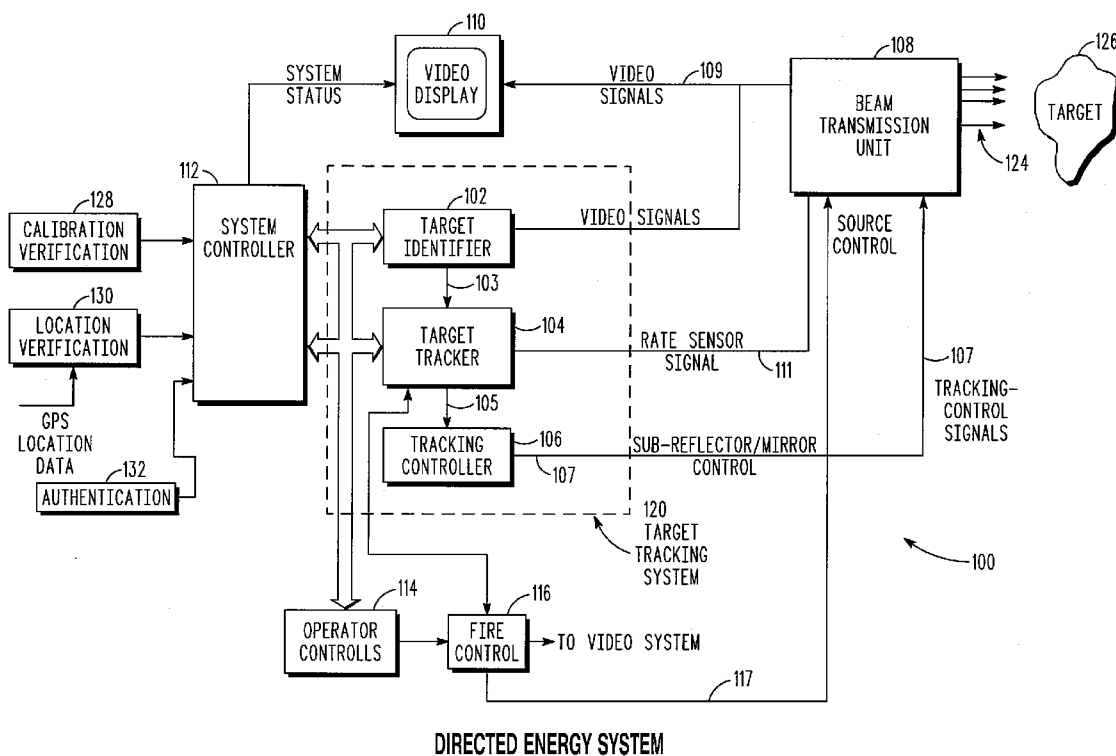 110
VIDEO
DISPLAY
SYSTEM
STATUS
VIDEO
SIGNALS
109
108
BEAM
TRANSMISSION
UNIT
126
TARGET
124
112
SYSTEM
CONTROLLER
128
CALIBRATION
VERIFICATION
130
LOCATION
VERIFICATION
GPS
LOCATION
DATA
132
AUTHENTICATION
102
TARGET
IDENTIFIER
VIDEO SIGNALS
SOURCE
CONTROL
103
TARGET
TRACKER
104
RATE SENSOR
SIGNAL
111
107
TRACKING-
CONTROL
SIGNALS
105
TRACKING
CONTROLLER
106
107
SUB-REFLECTOR/MIRROR
CONTROL
120
TARGET
TRACKING
SYSTEM
100
114
OPERATOR
CONTROLLS
116
FIRE
CONTROL
TO VIDEO SYSTEM
117
DIRECTED ENERGY SYSTEM